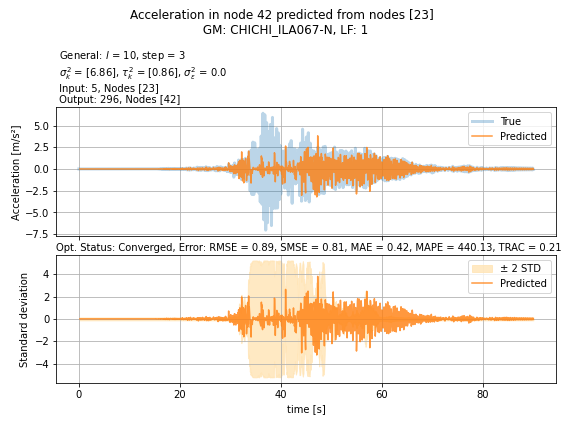 Acceleration in node 42 predicted from nodes [23]
GM: CHICHI_ILA067-N, LF: 1
General: l = 10, step = 3
σ²ₖ = [6.86], τ²ₖ = [0.86], σ²ε = 0.0
Input: 5, Nodes [23]
Output: 296, Nodes [42]
Acceleration [m/s²]
5.0
2.5
0.0
−2.5
−5.0
−7.5
True
Predicted
Opt. Status: Converged, Error: RMSE = 0.89, SMSE = 0.81, MAE = 0.42, MAPE = 440.13, TRAC = 0.21
Standard deviation
4
2
0
−2
−4
± 2 STD
Predicted
0 20 40 60 80
time [s]